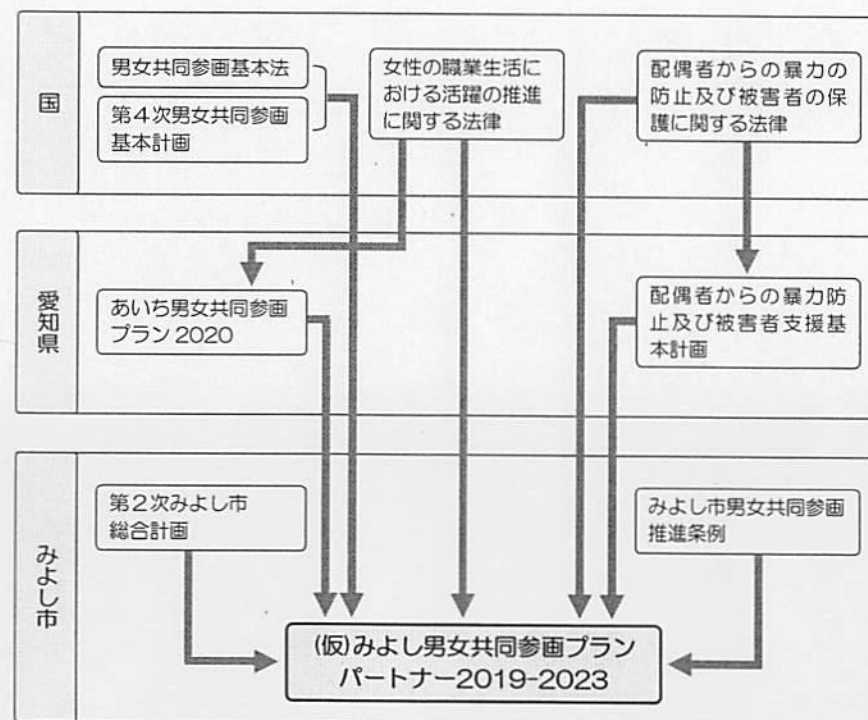 国
男女共同参画基本法
第4次男女共同参画
基本計画
女性の職業生活に
おける活躍の推進
に関する法律
配偶者からの暴力の
防止及び被害者の保
護に関する法律
愛知県
あいち男女共同参画
プラン2020
配偶者からの暴力防
止及び被害者支援基
本計画
みよし市
第2次みよし市
総合計画
みよし市男女共同参画
推進条例
(仮)みよし男女共同参画プラン
パートナー2019-2023